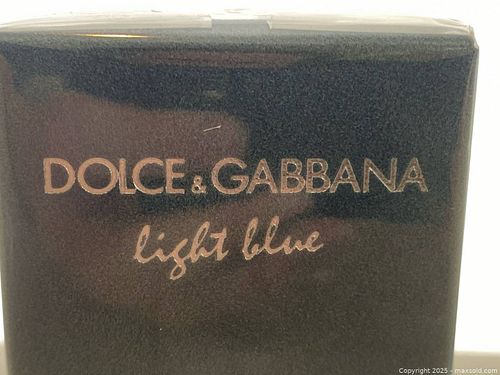 DOLCE & GABBANA
light blue
Copyright 2025 - maxsold.com